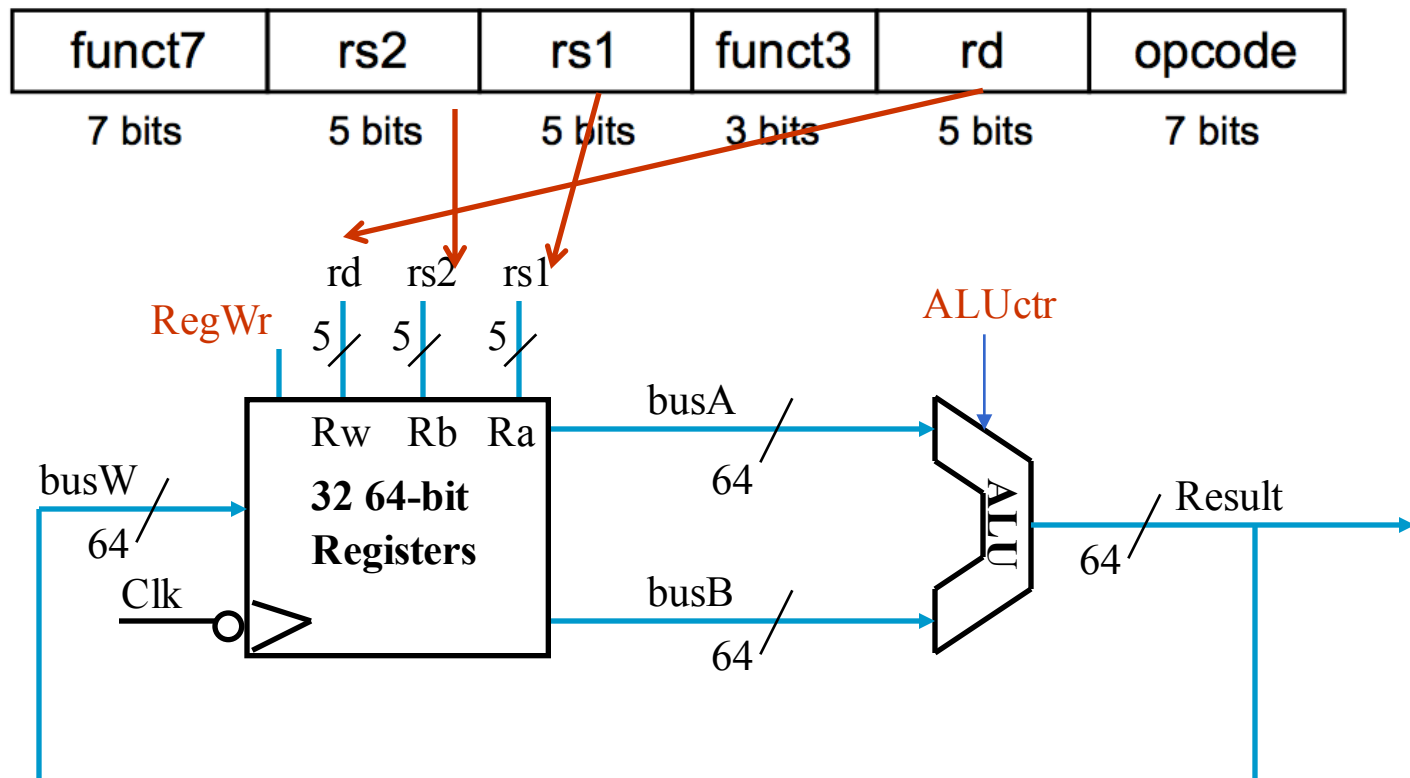 funct7 rs2 rs1 funct3 rd opcode
7 bits 5 bits 5 bits 3 bits 5 bits 7 bits
rd rs2 rs1
RegWr ALUctr
5 5 5
busA
Rw Rb Ra
64
busW
32 64-bit
Registers
64
ALU
Result
64
Clk
busB
64